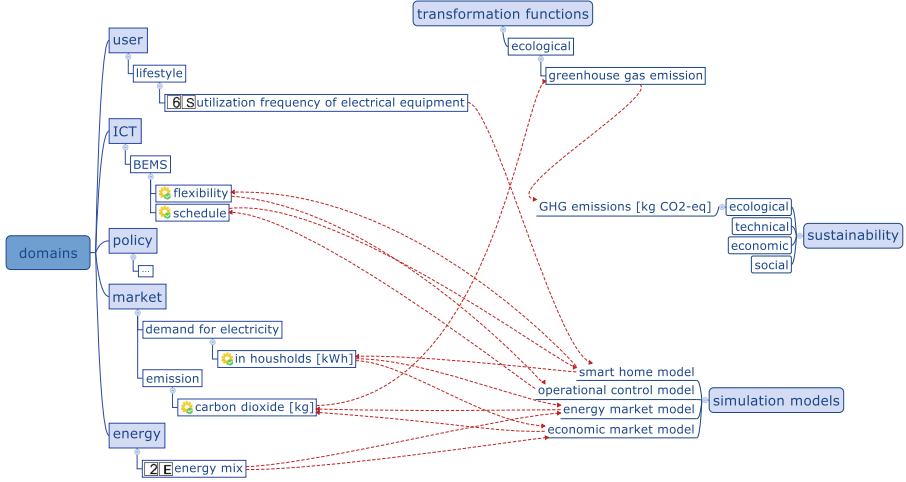 transformation functions
user
ecological
lifestyle
greenhouse gas emission
6 S utilization frequency of electrical equipment
ICT
BEMS
flexibility
GHG emissions [kg CO2-eq]
ecological
schedule
technical
sustainability
policy
economic
domains
social
...
market
demand for electricity
in housholds [kWh]
smart home model
emission
operational control model
simulation models
carbon dioxide [kg]
energy market model
economic market model
energy
2 E energy mix